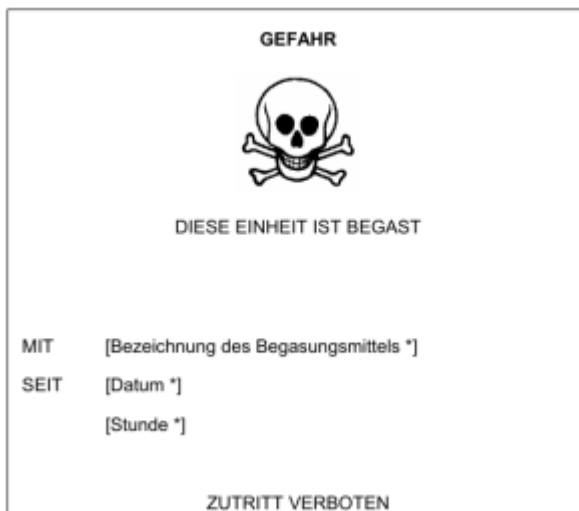 GEFAHR
DIESE EINHEIT IST BEGAST
MIT [Bezeichnung des Begasungsmittels *]
SEIT [Datum *]
[Stunde *]
ZUTRITT VERBOTEN